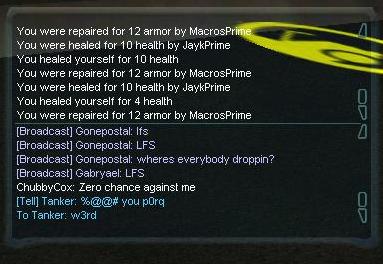 You were repaired for 12 armor by MacrosPrime
You were healed for 10 health by JaykPrime
You healed yourself for 10 health
You were repaired for 12 armor by MacrosPrime
You were healed for 10 health by JaykPrime
You healed yourself for 4 health
You were repaired for 12 armor by MacrosPrime
[Broadcast] Gonepostal: lfs
[Broadcast] Gonepostal: LFS
[Broadcast] Gonepostal: wheres everybody droppin?
[Broadcast] Gabryael: LFS
ChubbyCox: Zero chance against me
[Tell] Tanker: %@@# you p0rq
To Tanker: w3rd